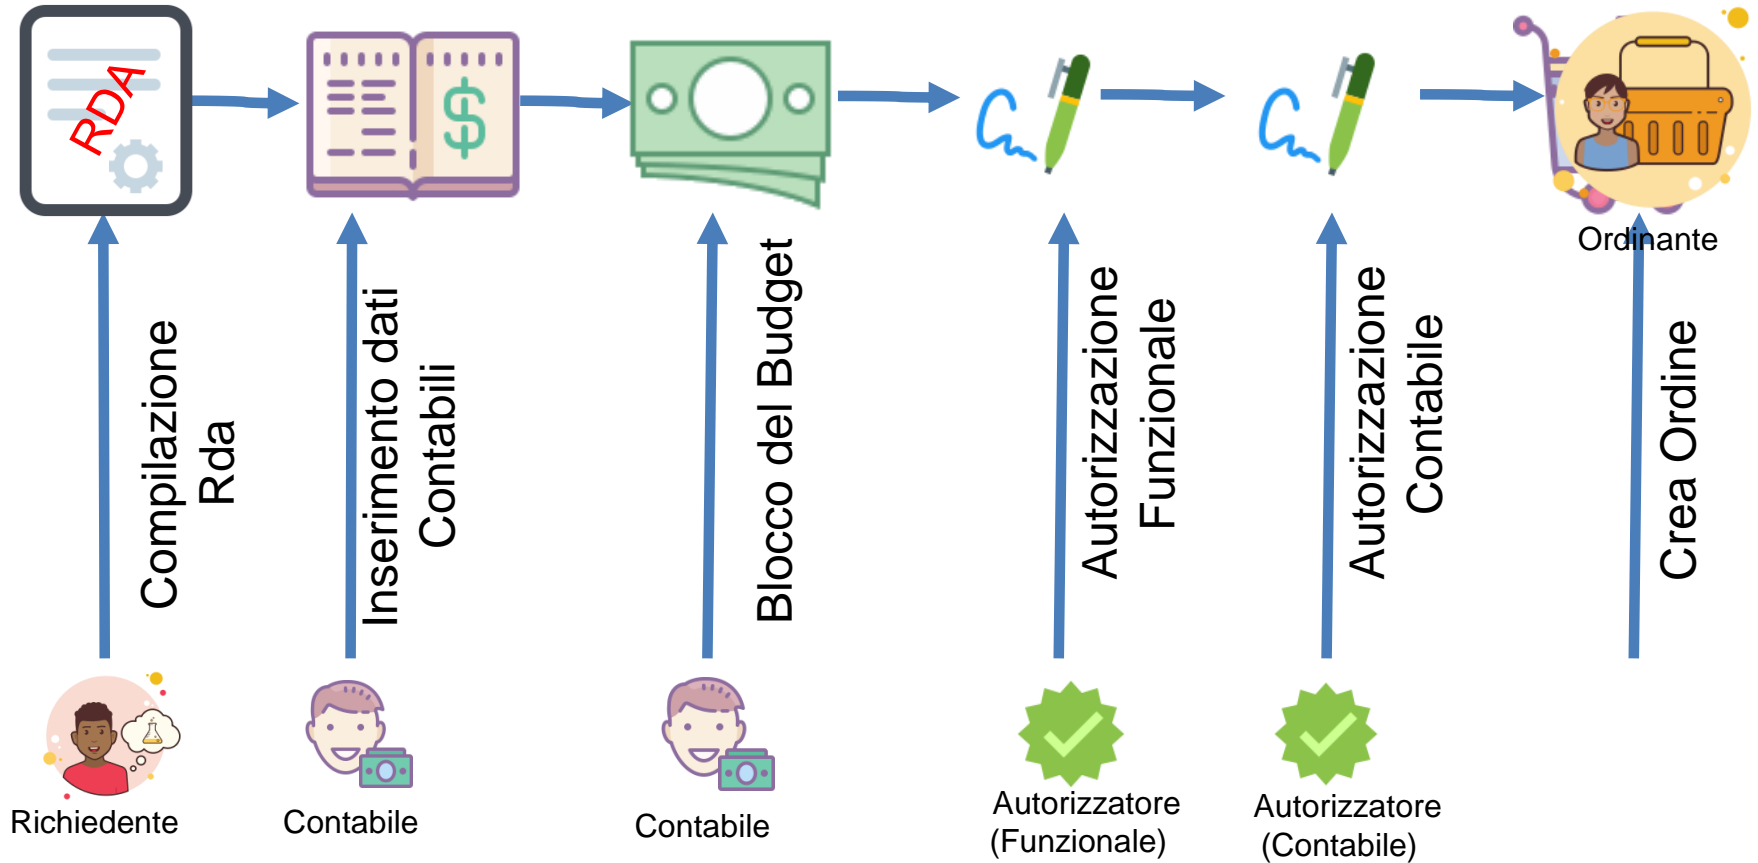 RDA
$
Ordinante
Compilazione
Rda
Inserimento dati
Contabili
Blocco del Budget
Autorizzazione
Funzionale
Autorizzazione
Contabile
Crea Ordine
Richiedente
Contabile
Contabile
Autorizzatore
(Funzionale)
Autorizzatore
(Contabile)